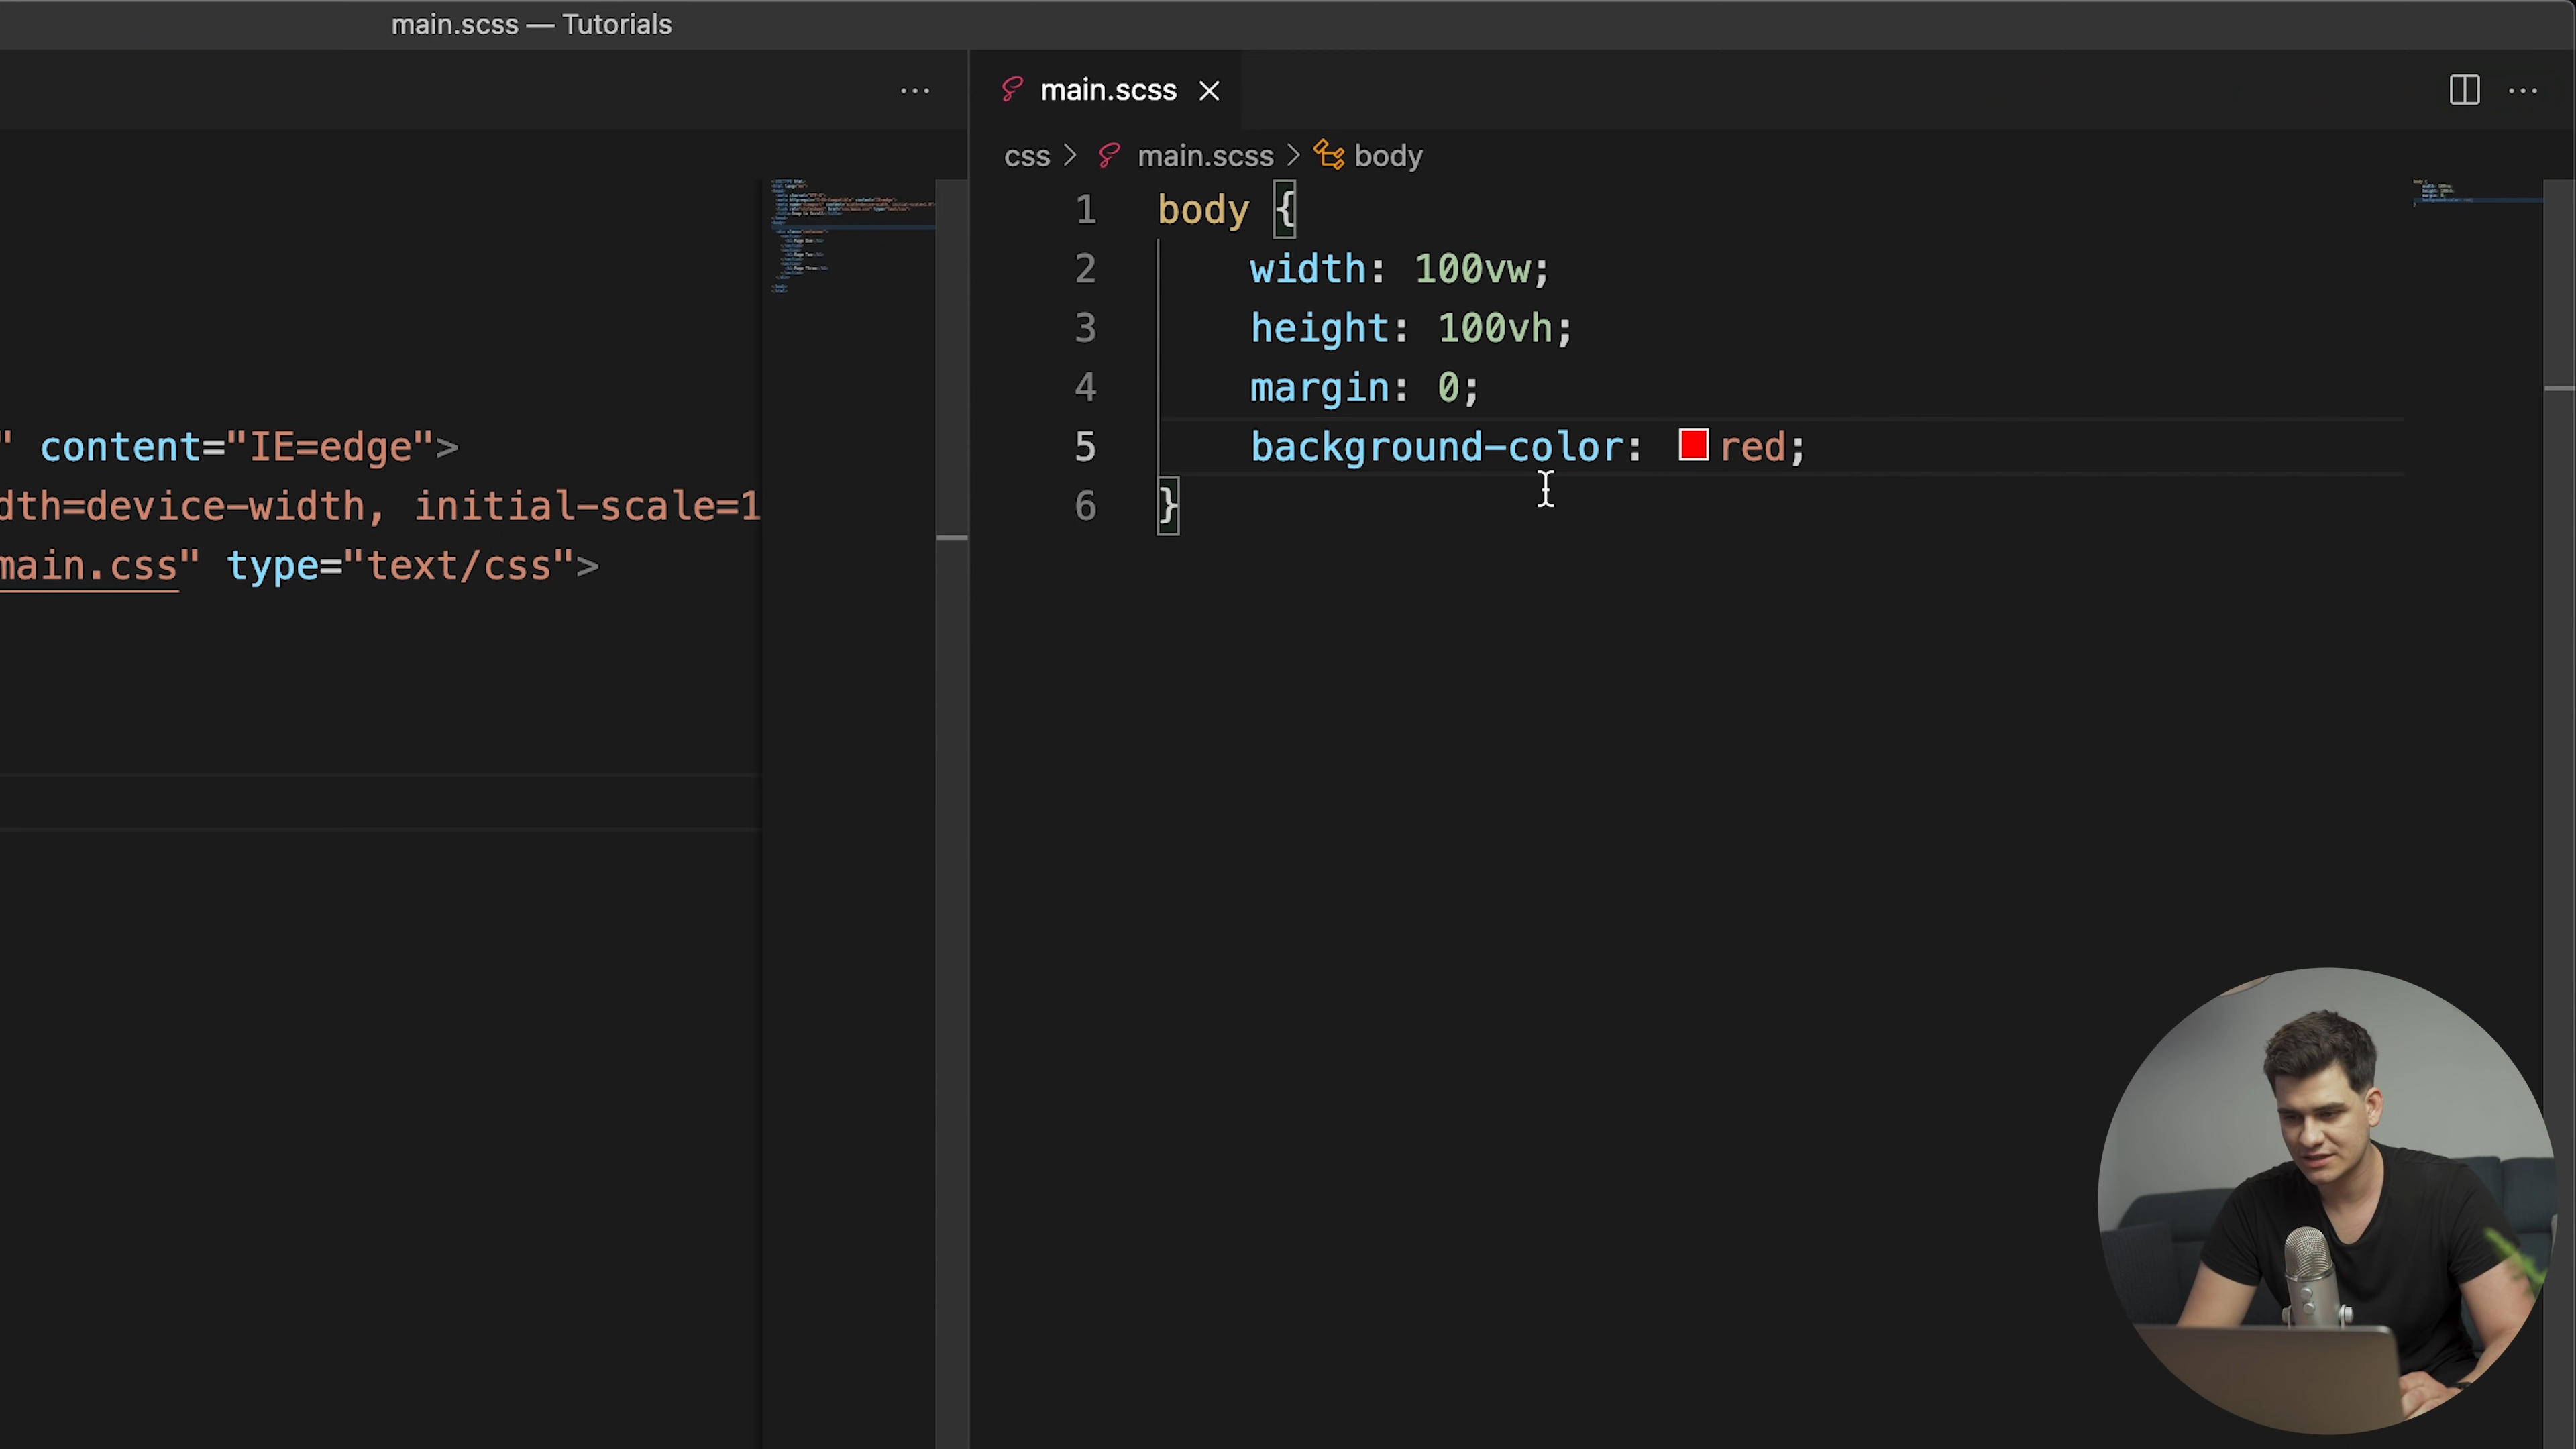 main.scss — Tutorials
main.scss
css > main.scss > body
" content="IE=edge">
dth=device-width, initial-scale=1
main.css" type="text/css">
1 body {
2 width: 100vw;
3 height: 100vh;
4 margin: 0;
5 background-color: red;
6 }